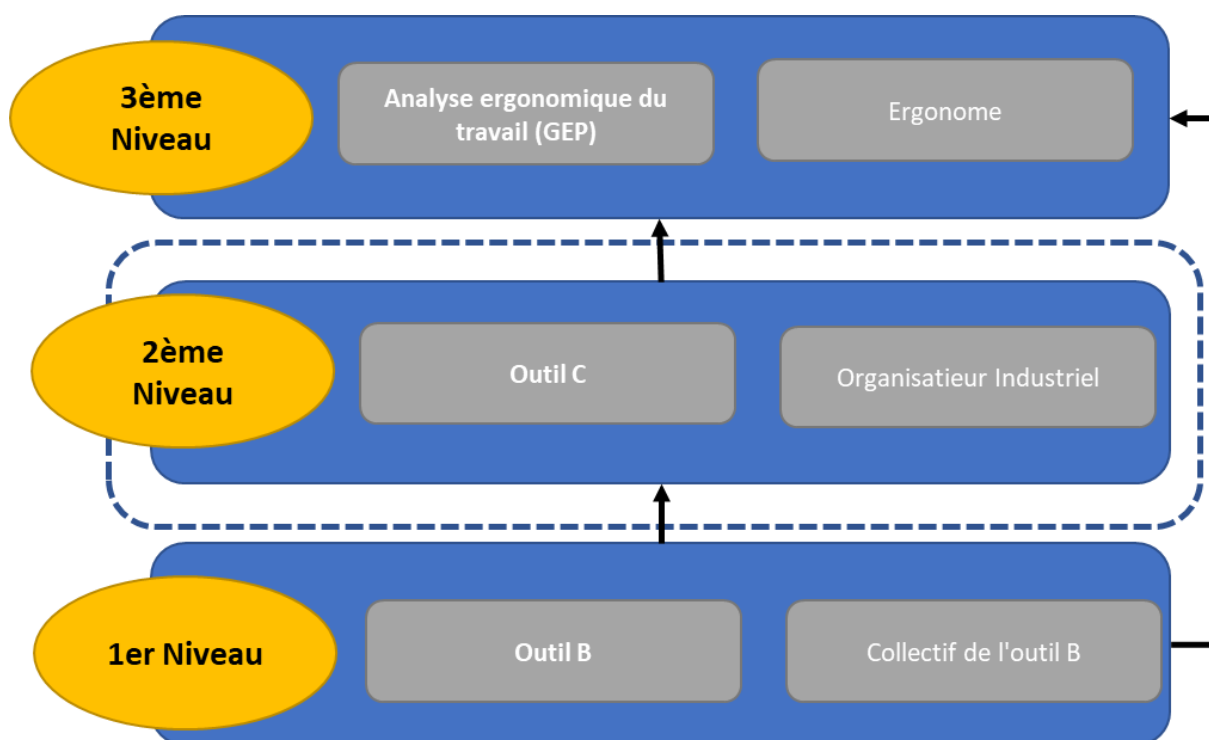 3ème
Niveau
Analyse ergonomique du
travail (GEP)
Ergonome
2ème
Niveau
Outil C
Organisatieur Industriel
1er Niveau
Outil B
Collectif de l'outil B